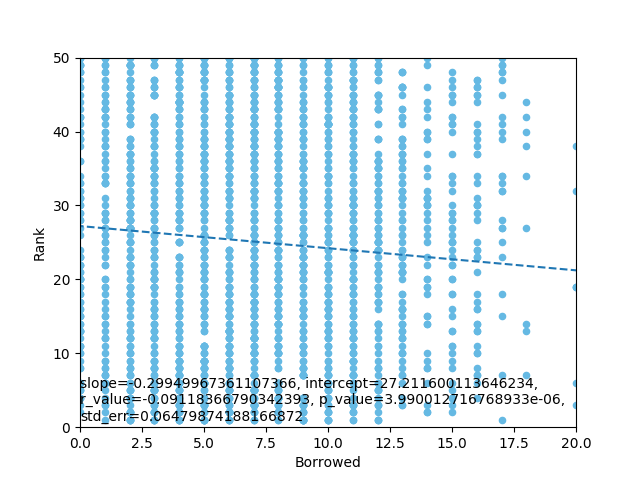 50
40
30
20
10
0
Rank
slope=-0.29949967361107366, intercept=27.211600113646234,
r_value=-0.09118366790342393, p_value=3.990012716768933e-06,
std_err=0.06479874188166872
0.0 2.5 5.0 7.5 10.0 12.5 15.0 17.5 20.0
Borrowed